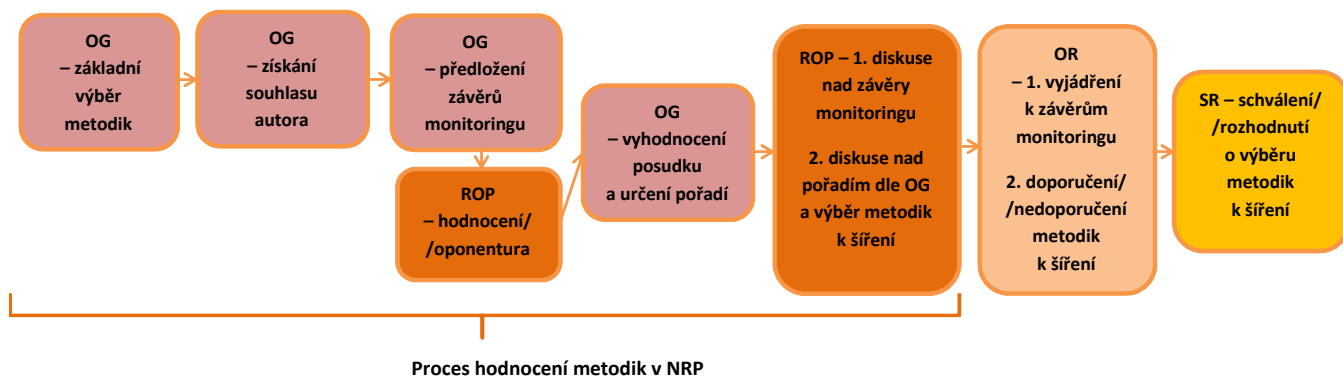 OG
– základní
výběr
metodik
OG
– získání
souhlasu
autora
OG
– předložení
závěrů
monitoringu
ROP
– hodnocení/
/oponentura
OG
– vyhodnocení
posudku
a určení pořadí
ROP – 1. diskuse
nad závěry
monitoringu
2. diskuse nad
pořadím dle OG
a výběr metodik
k šíření
OR
– 1. vyjádření
k závěrům
monitoringu
2. doporučení/
/nedoporučení
metodik
k šíření
SR – schválení/
/rozhodnutí
o výběru
metodik
k šíření
Proces hodnocení metodik v NRP